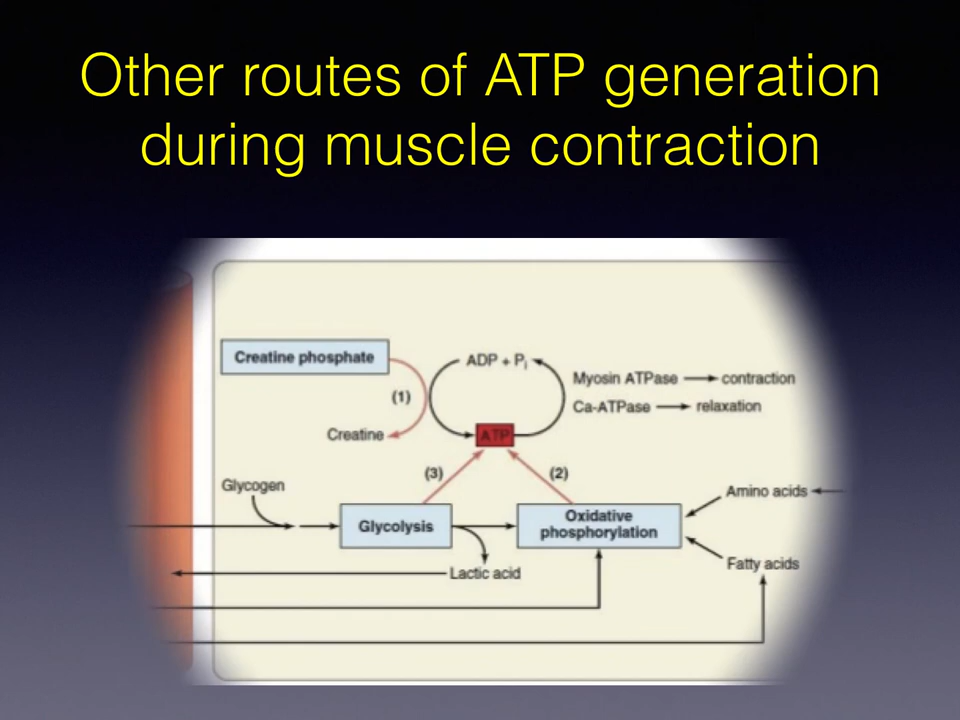 Other routes of ATP generation
during muscle contraction
Creatine phosphate
ADP + Pi
Myosin ATPase → contraction
(1)
Ca-ATPase → relaxation
Creatine
ATP
(3)
(2)
Glycogen
Amino acids
Glycolysis
Oxidative
phosphorylation
Lactic acid
Fatty acids